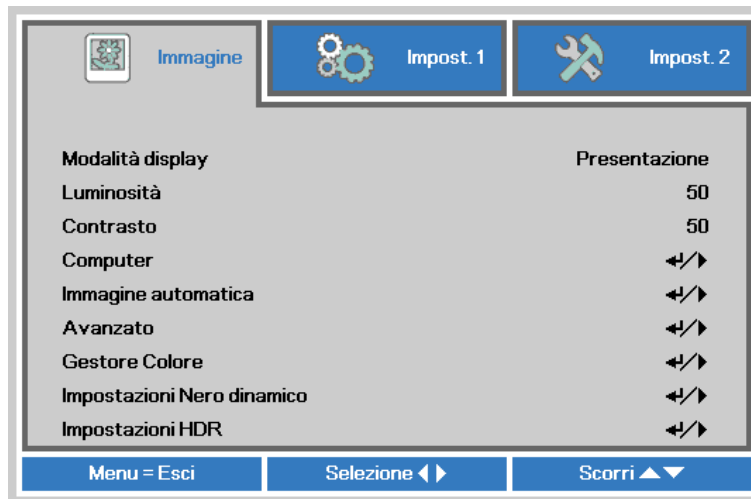 Immagine Impost. 1 Impost. 2
Modalità display Presentazione
Luminosità 50
Contrasto 50
Computer ↵/▶
Immagine automatica ↵/▶
Avanzato ↵/▶
Gestore Colore ↵/▶
Impostazioni Nero dinamico ↵/▶
Impostazioni HDR ↵/▶
Menu = Esci Selezione ◀▶ Scorri ▲▼